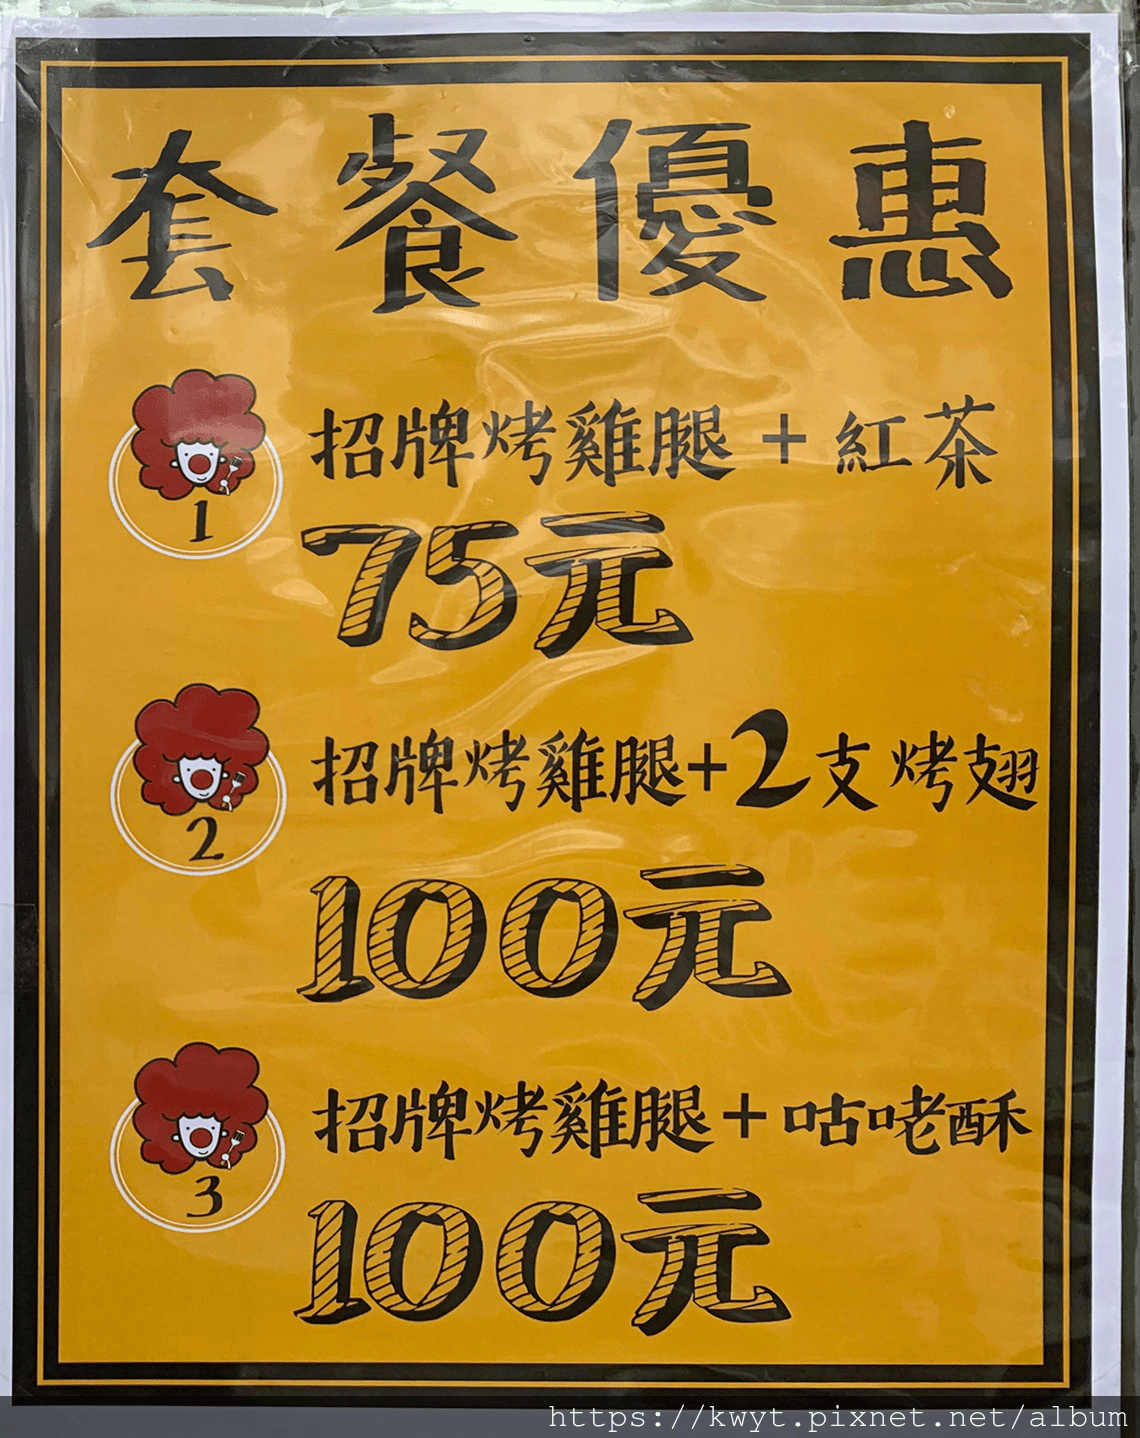 套餐優惠
1
招牌烤雞腿+紅茶
75元
2
招牌烤雞腿+2支烤翅
100元
3
招牌烤雞腿+咕咾酥
100元
https://kwyt.pixnet.net/album